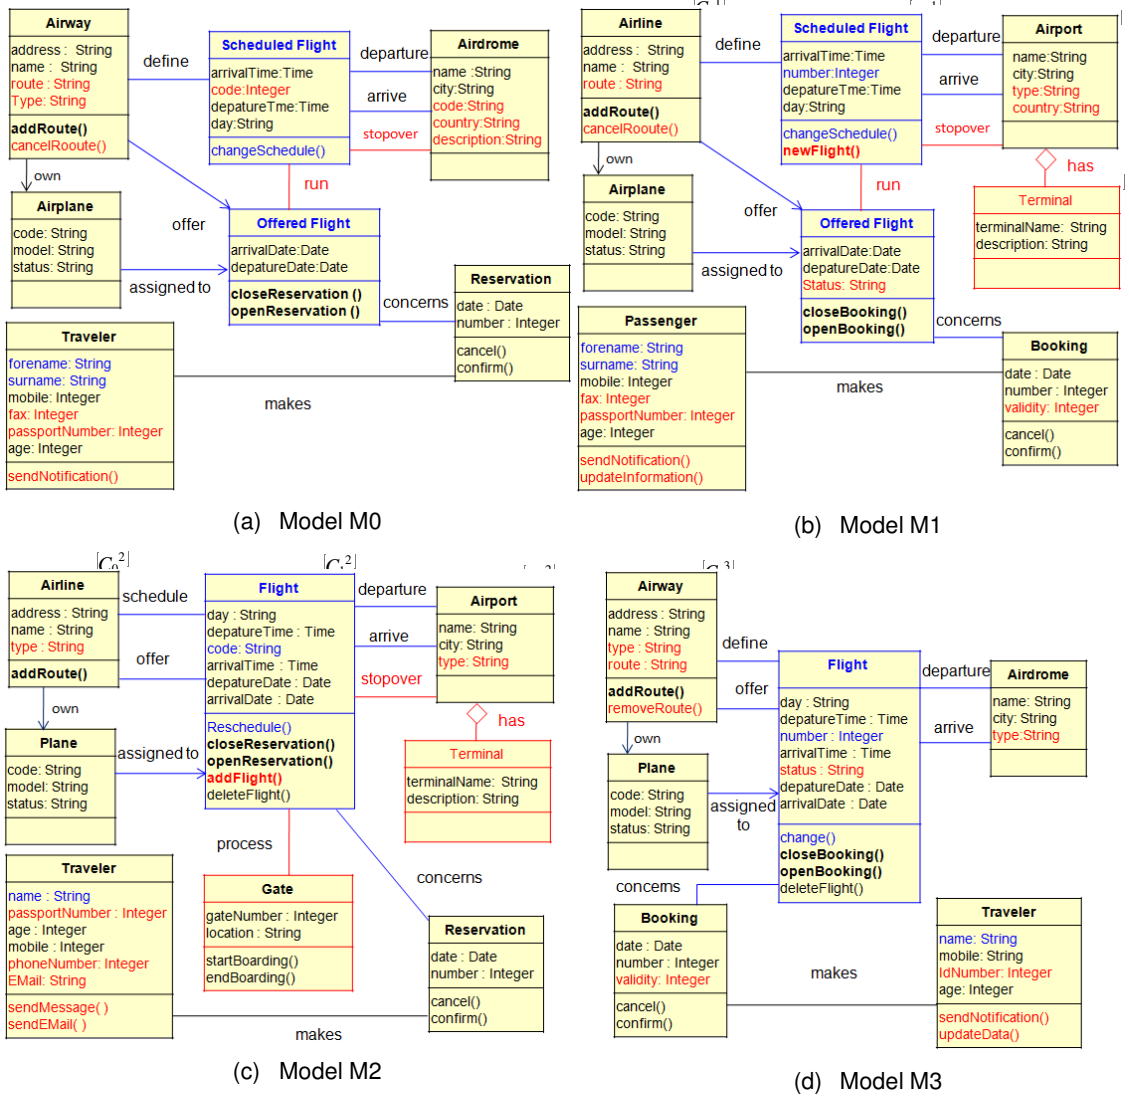 Airway
address : String
name : String
route : String
Type: String
addRoute()
cancelRooute()
define
Scheduled Flight
arrivalTime:Time
code:Integer
depatureTme:Time
day:String
changeSchedule()
departure
arrive
stopover
Airdrome
name :String
city:String
code:String
country:String
description:String
own
run
Airplane
code: String
model: String
status: String
offer
assigned to
Offered Flight
arrivalDate:Date
depatureDate:Date
closeReservation ()
openReservation ()
concerns
Reservation
date : Date
number : Integer
cancel()
confirm()
Traveler
forename: String
surname: String
mobile: Integer
fax: Integer
passportNumber: Integer
age: Integer
sendNotification()
makes
(a) Model M0
Airline
address : String
name : String
route : String
addRoute()
cancelRooute()
define
Scheduled Flight
arrivalTime:Time
number:Integer
depatureTme:Time
day:String
changeSchedule()
newFlight()
departure
arrive
stopover
Airport
name:String
city:String
type:String
country:String
has
Terminal
terminalName: String
description: String
own
run
Airplane
code: String
model: String
status: String
offer
assigned to
Offered Flight
arrivalDate:Date
depatureDate:Date
Status: String
closeBooking()
openBooking()
concerns
Booking
date : Date
number : Integer
validity: Integer
cancel()
confirm()
Passenger
forename: String
surname: String
mobile: Integer
fax: Integer
passportNumber: Integer
age: Integer
sendNotification()
updateInformation()
makes
(b) Model M1
Airline
address : String
name : String
type : String
addRoute()
schedule
offer
own
Flight
day : String
depatureTime : Time
code: String
arrivalTime : Time
depatureDate : Date
arrivalDate : Date
Reschedule()
closeReservation()
openReservation()
addFlight()
deleteFlight()
departure
arrive
stopover
Airport
name: String
city: String
type: String
has
Terminal
terminalName: String
description: String
Plane
code: String
model: String
status: String
assigned to
process
Gate
gateNumber : Integer
location : String
startBoarding()
endBoarding()
concerns
Reservation
date : Date
number : Integer
cancel()
confirm()
Traveler
name : String
passportNumber : Integer
age : Integer
mobile : Integer
phoneNumber: Integer
EMail: String
sendMessage( )
sendEMail( )
makes
(c) Model M2
Airway
address : String
name : String
type : String
route : String
addRoute()
removeRoute()
define
offer
own
Flight
day : String
depatureTime : Time
number : Integer
arrivalTime : Time
status : String
depatureDate : Date
arrivalDate : Date
change()
closeBooking()
openBooking()
deleteFlight()
departure
arrive
Airdrome
name: String
city: String
type:String
Plane
code: String
model: String
status: String
assigned
to
concerns
Booking
date : Date
number : Integer
validity: Integer
cancel()
confirm()
makes
Traveler
name: String
mobile: String
IdNumber: Integer
age: Integer
sendNotification()
updateData()
(d) Model M3